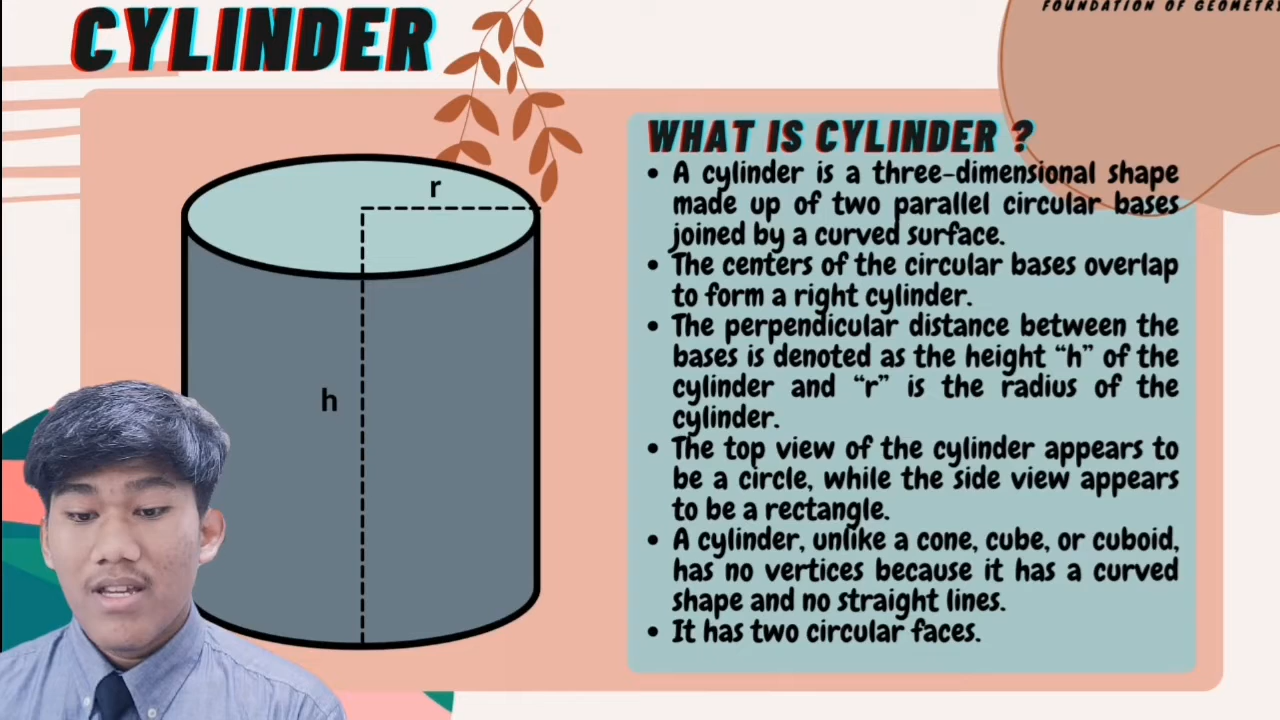 FOUNDATION OF
CYLINDER
WHAT IS CYLINDER ?
• A cylinder is a three-dimensional shape
made up of two parallel circular bases
joined by a curved surface.
• The centers of the circular bases overlap
to form a right cylinder.
• The perpendicular distance between the
bases is denoted as the height “h” of the
cylinder and “r” is the radius of the
cylinder.
• The top view of the cylinder appears to
be a circle, while the side view appears
to be a rectangle.
• A cylinder, unlike a cone, cube, or cuboid,
has no vertices because it has a curved
shape and no straight lines.
• It has two circular faces.
r
h